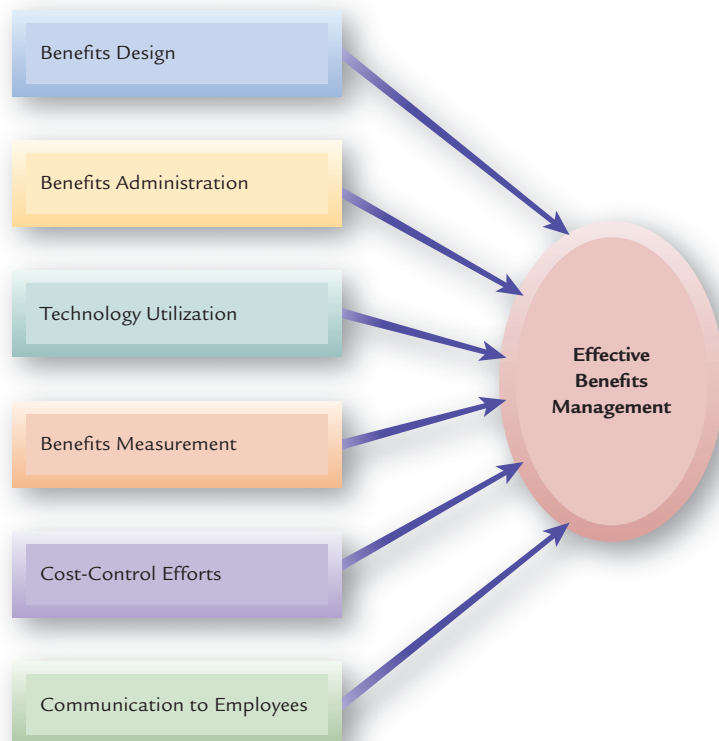 Benefits Design
Benefits Administration
Technology Utilization
Benefits Measurement
Cost-Control Efforts
Communication to Employees
Effective
Benefits
Management